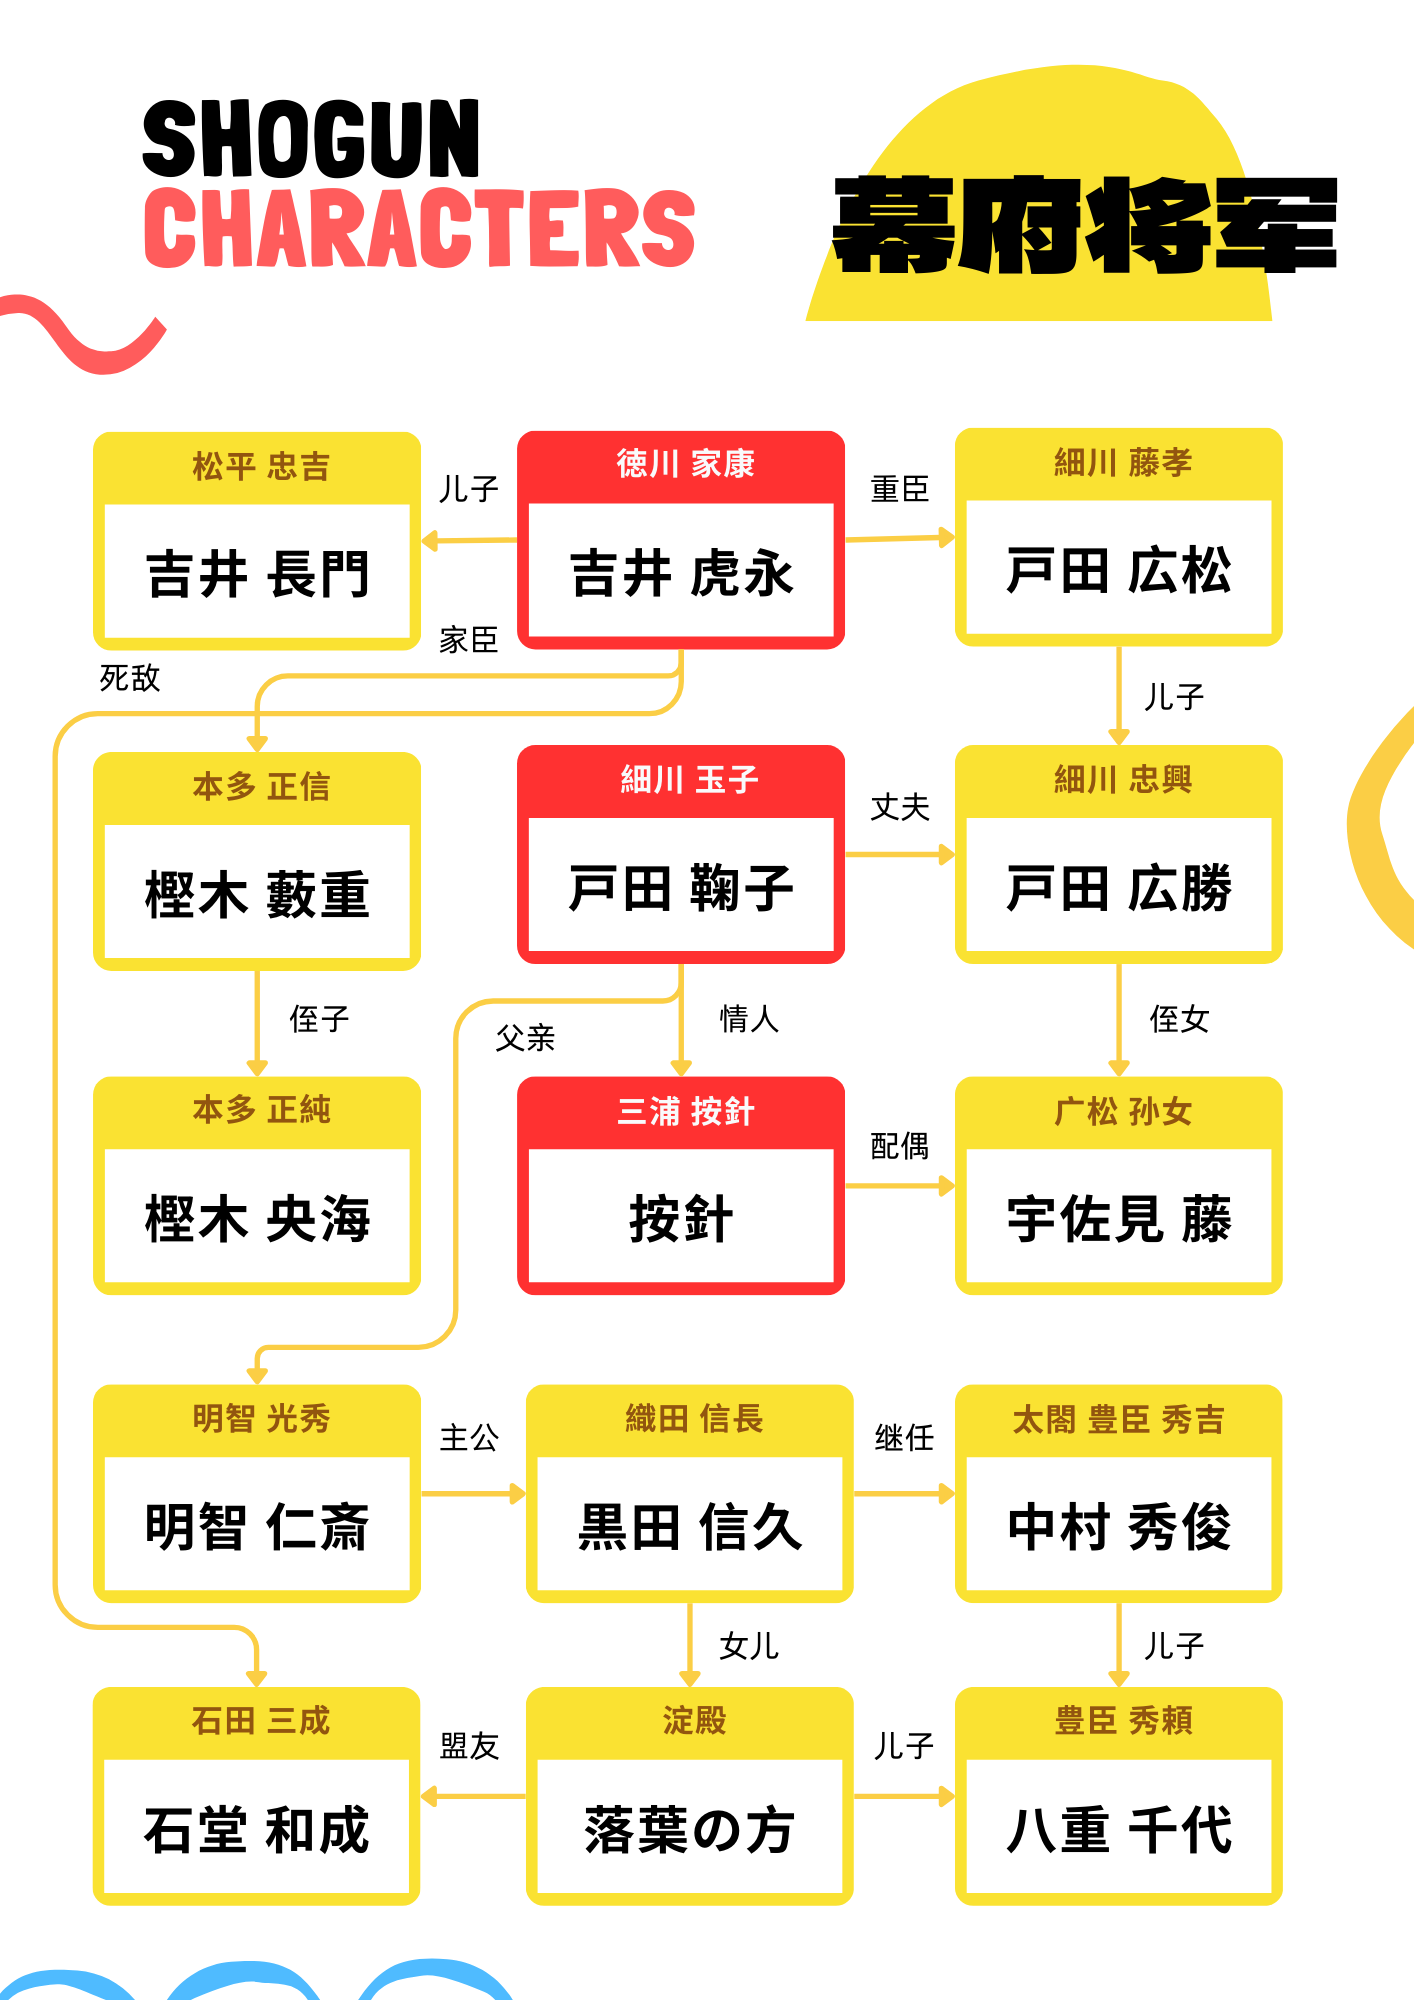 SHOGUN
CHARACTERS
幕府将军
松平 忠吉
吉井 長門
儿子
徳川 家康
吉井 虎永
重臣
細川 藤孝
戸田 広松
家臣
死敌
儿子
本多 正信
樫木 藪重
細川 玉子
戸田 鞠子
丈夫
細川 忠興
戸田 広勝
侄子
父亲
情人
侄女
本多 正純
樫木 央海
三浦 按針
按針
配偶
广松 孙女
宇佐見 藤
明智 光秀
明智 仁斎
主公
織田 信長
黒田 信久
继任
太閤 豊臣 秀吉
中村 秀俊
女儿
儿子
石田 三成
石堂 和成
盟友
淀殿
落葉の方
儿子
豊臣 秀頼
八重 千代